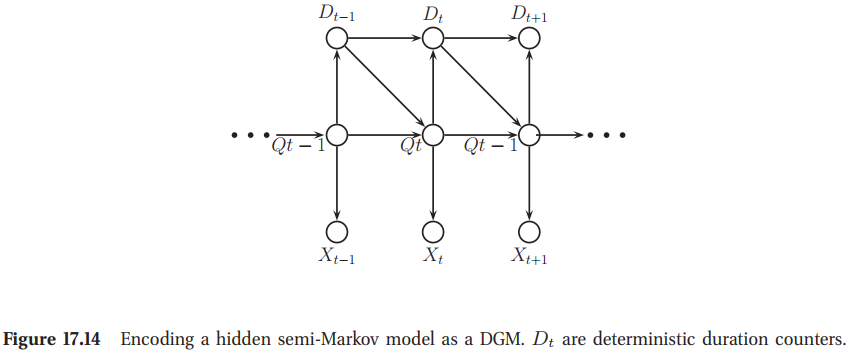 D_{t−1} D_t D_{t+1}
Qt − 1 Qt Qt − 1
X_{t−1} X_t X_{t+1}
Figure 17.14 Encoding a hidden semi-Markov model as a DGM. D_t are deterministic duration counters.